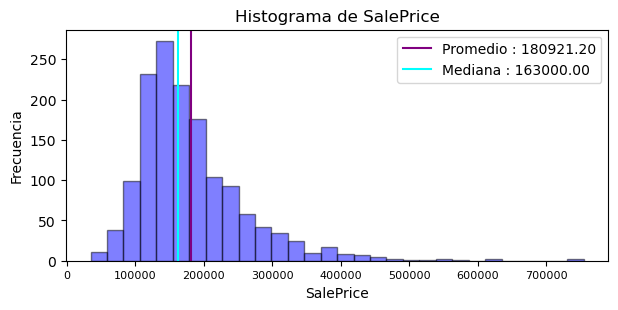 Histograma de SalePrice
Promedio : 180921.20
Mediana : 163000.00
Frecuencia
250
200
150
100
50
0
0 100000 200000 300000 400000 500000 600000 700000
SalePrice